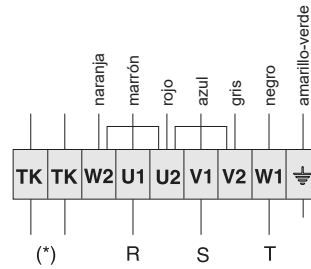 naranja marrón rojo azul gris negro amarillo-verde
TK TK W2 U1 U2 V1 V2 W1
(*) R S T